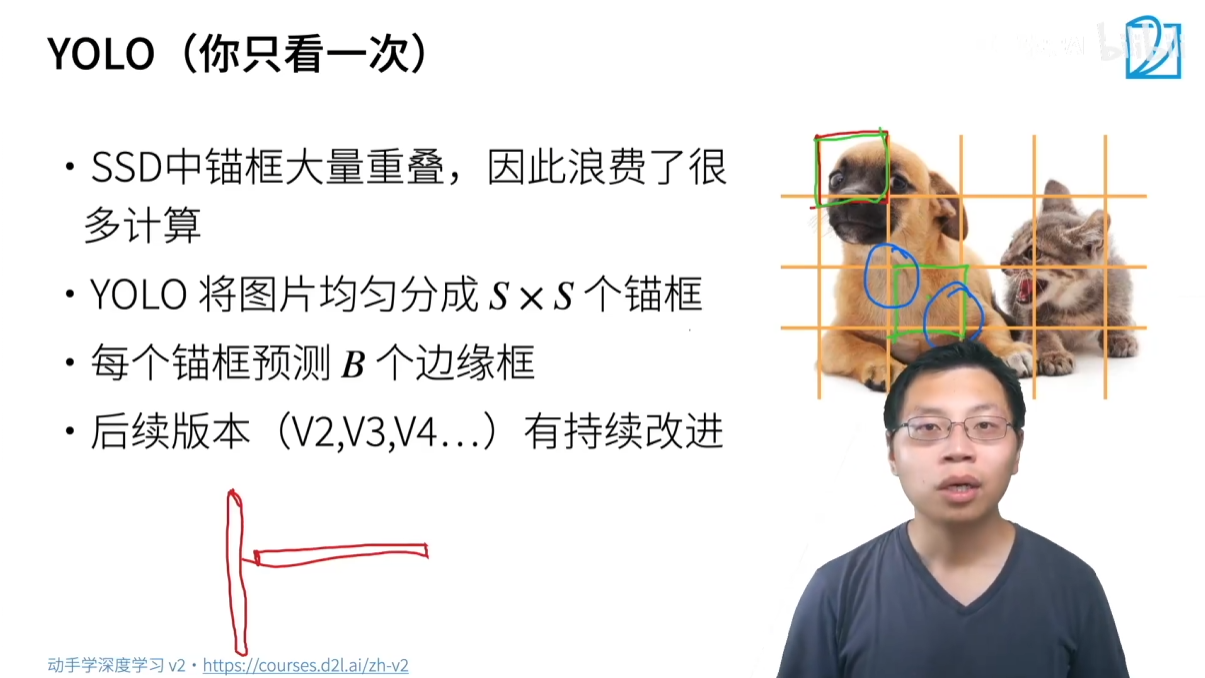 YOLO（你只看一次）
• SSD中锚框大量重叠，因此浪费了很
多计算
• YOLO 将图片均匀分成 S × S 个锚框
• 每个锚框预测 B 个边缘框
• 后续版本（V2,V3,V4…）有持续改进
动手学深度学习 v2 • https://courses.d2l.ai/zh-v2